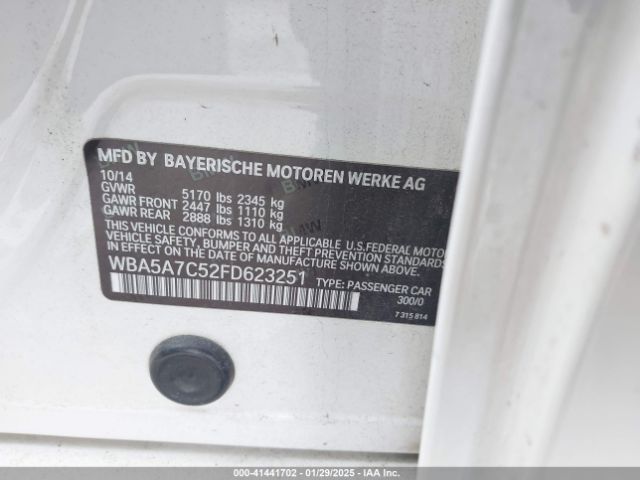 MFD BY BAYERISCHE MOTOREN WERKE AG
10/14
GVWR 5170 lbs 2345 kg
GAWR FRONT 2447 lbs 1110 kg
GAWR REAR 2888 lbs 1310 kg
THIS VEHICLE CONFORMS TO ALL APPLICABLE U.S.FEDERAL MOTOR
VEHICLE SAFETY, BUMPER AND THEFT PREVENTION STANDARDS
IN EFFECT ON THE DATE OF MANUFACTURE SHOWN ABOVE.
WBA5A7C52FD623251 TYPE: PASSENGER CAR
300/0
7 315 814
000-41441702 - 01/29/2025 - IAA Inc.